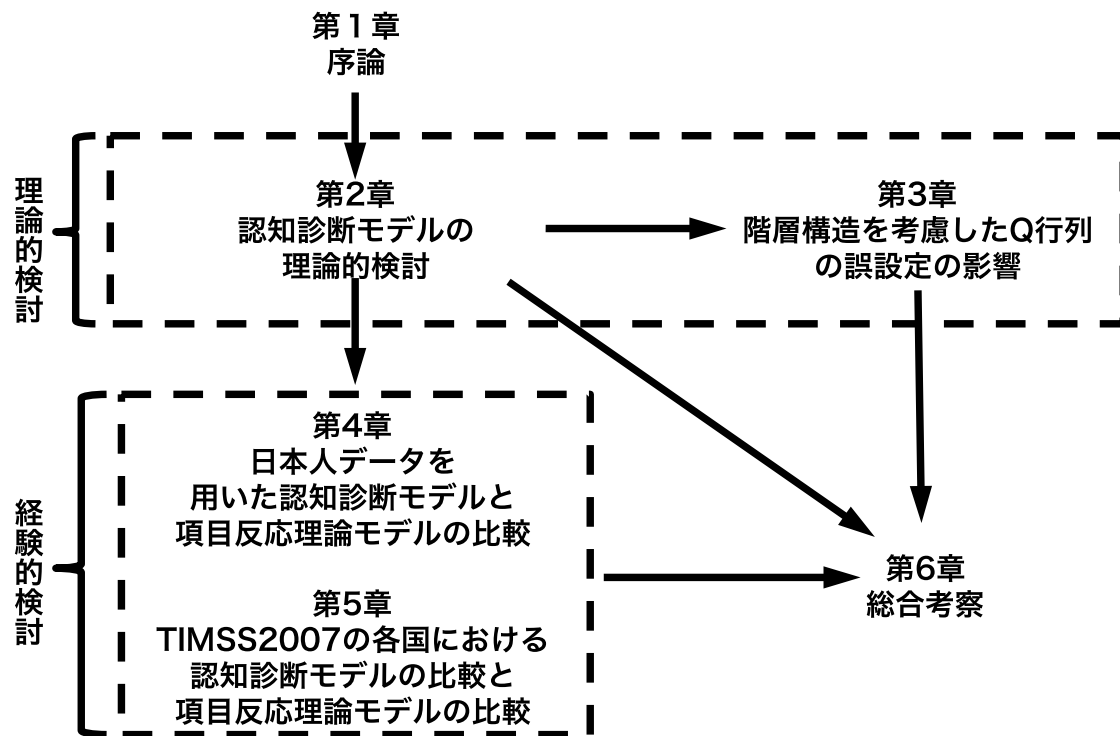 第１章
序論
理論的検討
第2章
認知診断モデルの
理論的検討
第3章
階層構造を考慮したQ行列
の誤設定の影響
経験的検討
第4章
日本人データを
用いた認知診断モデルと
項目反応理論モデルの比較
第5章
TIMSS2007の各国における
認知診断モデルの比較と
項目反応理論モデルの比較
第6章
総合考察